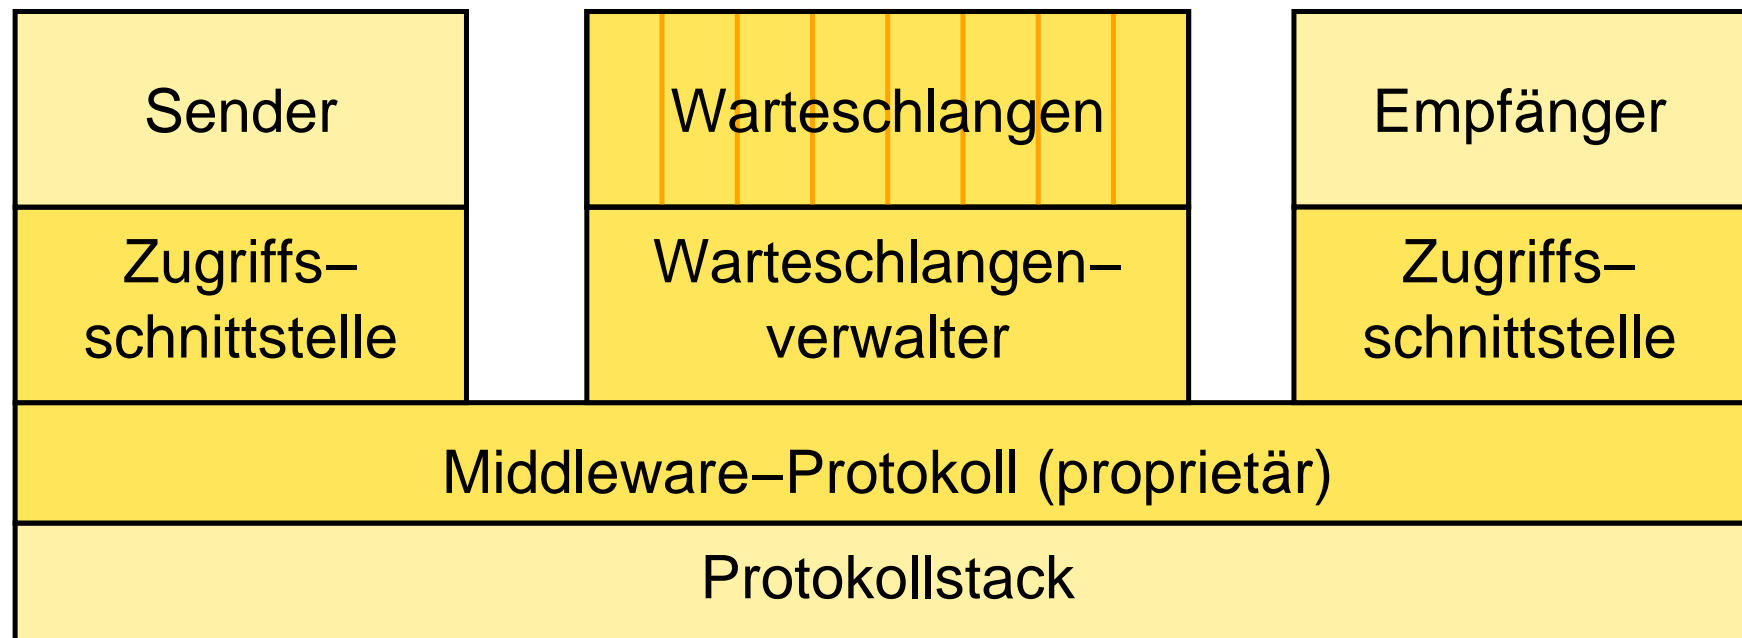 Sender
Warteschlangen
Empfänger
Zugriffs–
schnittstelle
Warteschlangen–
verwalter
Zugriffs–
schnittstelle
Middleware–Protokoll (proprietär)
Protokollstack